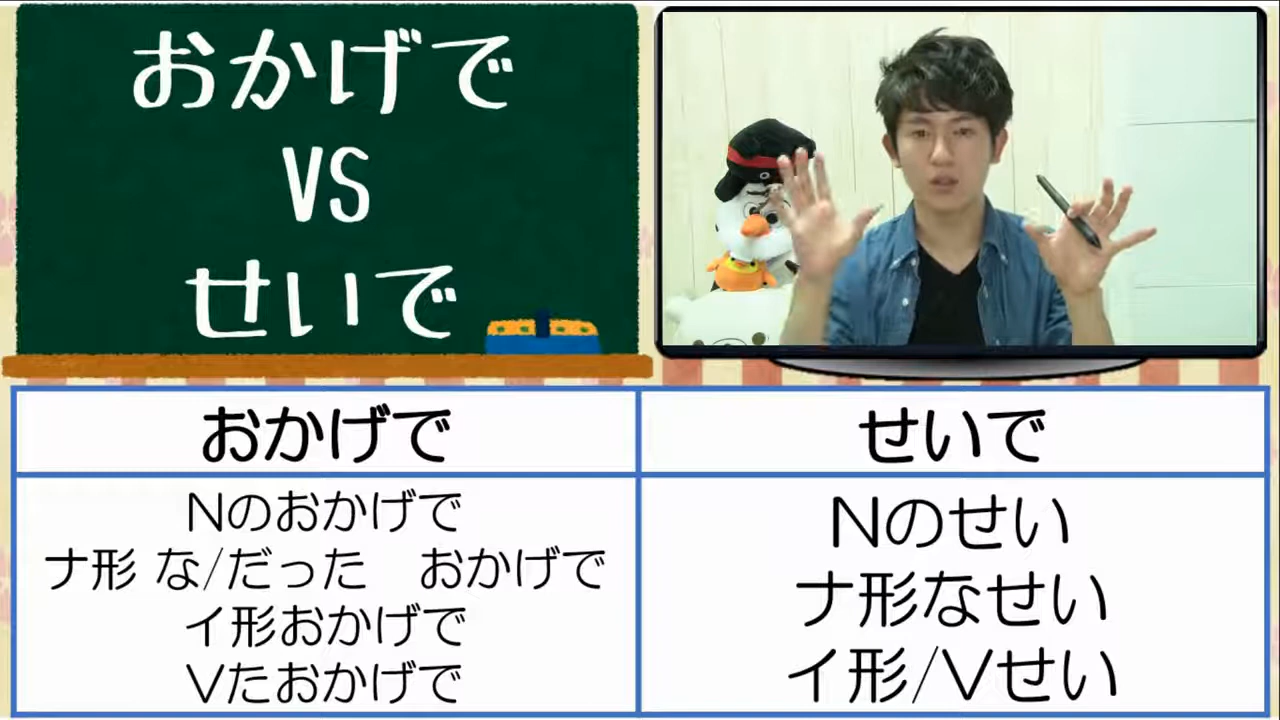 おかげで
VS
せいで
おかげで
せいで
Nのおかげで
ナ形 な/だった　おかげで
イ形おかげで
Vたおかげで
Nのせい
ナ形なせい
イ形/Vせい